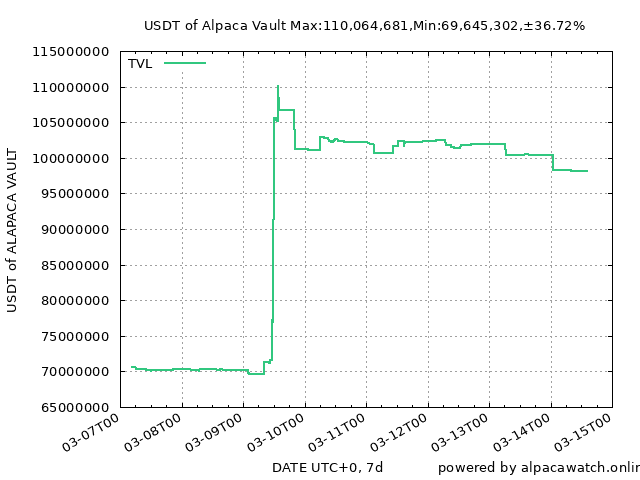 USDT of Alpaca Vault Max:110,064,681,Min:69,645,302,±36.72%
TVL
USDT of ALAPACA VAULT
115000000
110000000
105000000
100000000
95000000
90000000
85000000
80000000
75000000
70000000
65000000
03-07T00
03-08T00
03-09T00
03-10T00
03-11T00
03-12T00
03-13T00
03-14T00
03-15T00
DATE UTC+0, 7d
powered by alpacawatch.onlin